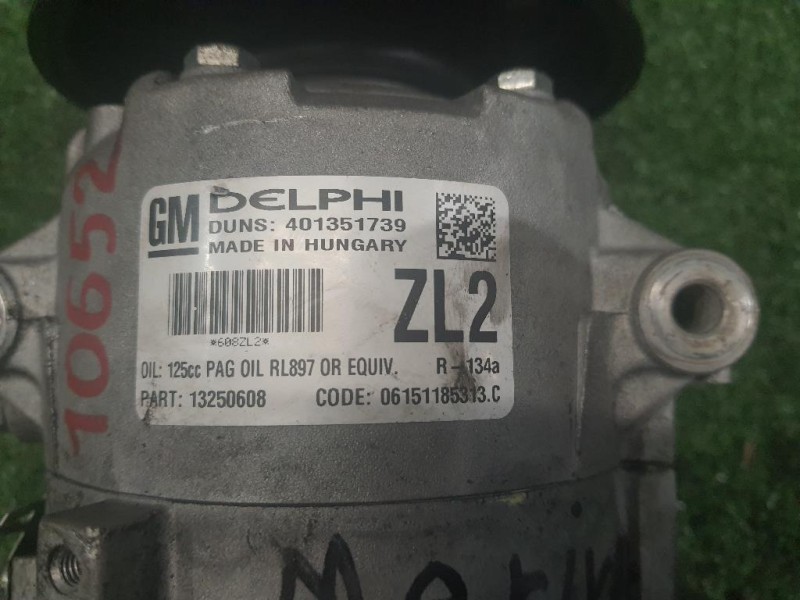 GM DELPHI
DUNS: 401351739
MADE IN HUNGARY
*608ZL2*
ZL2
OIL: 125cc PAG OIL RL897 OR EQUIV. R-134a
PART: 13250608 CODE: 06151185313.C
10652